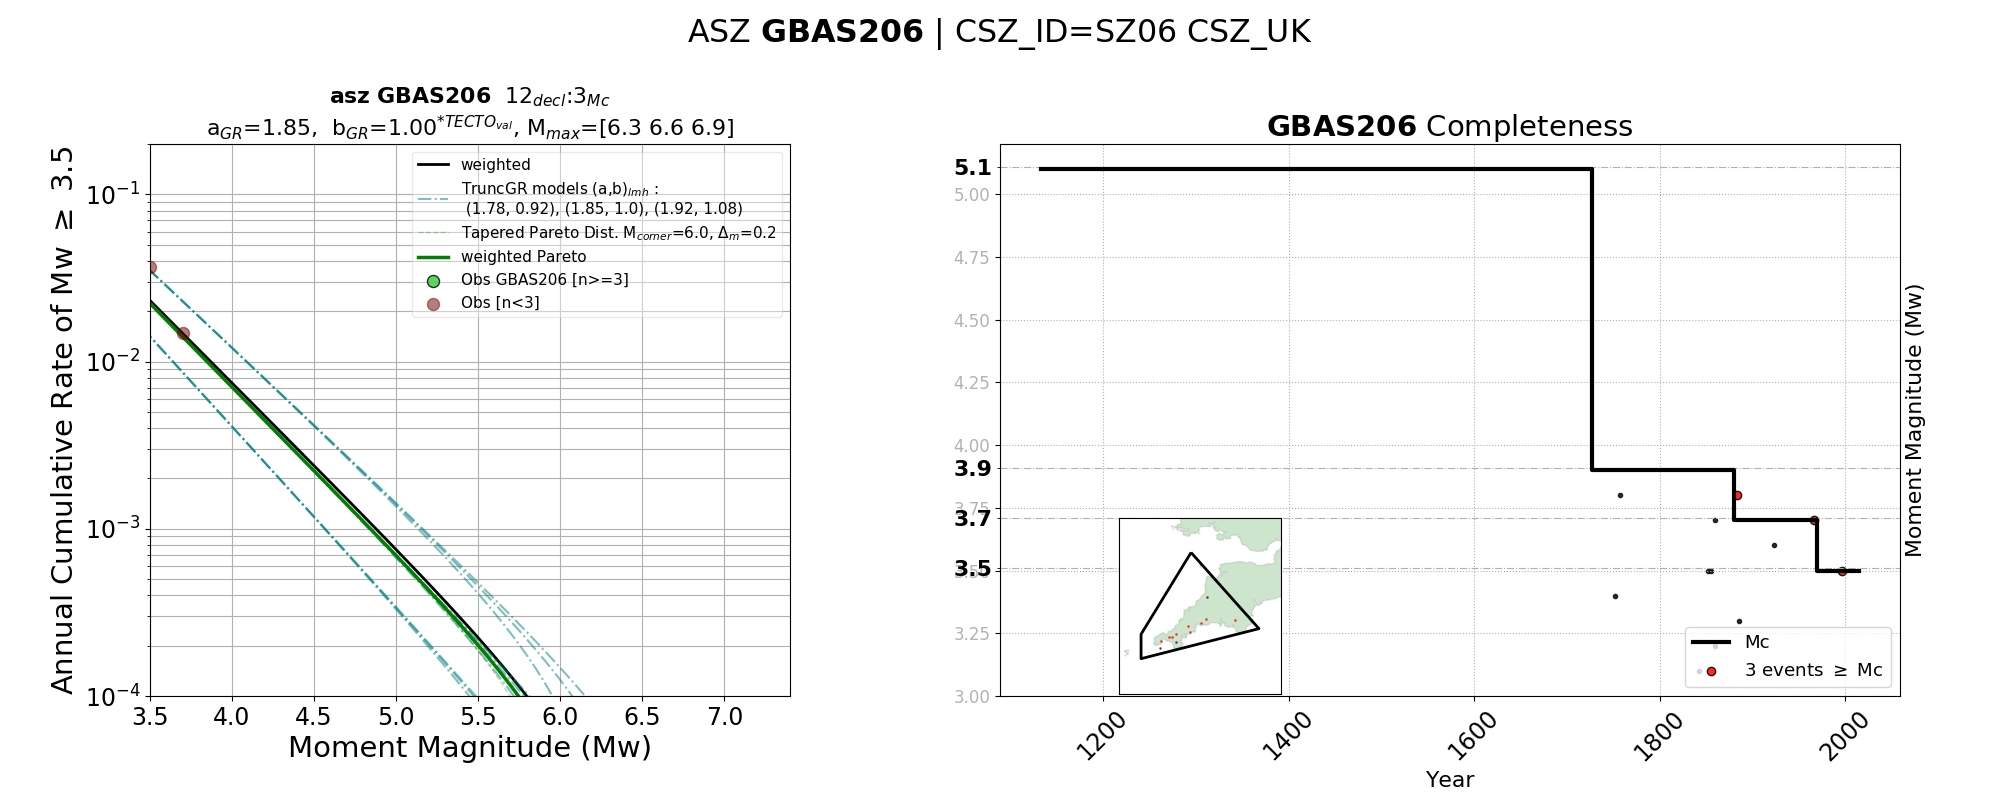 ASZ GBAS206 | CSZ_ID=SZ06 CSZ_UK
asz GBAS206 12decl:3Mc
aGR=1.85, bGR=1.00*TECTOval, Mmax=[6.3 6.6 6.9]
Annual Cumulative Rate of Mw ≥ 3.5
10−1
10−2
10−3
10−4
weighted
TruncGR models (a,b)lmh :
(1.78, 0.92), (1.85, 1.0), (1.92, 1.08)
Tapered Pareto Dist. Mcorner=6.0, Δm=0.2
weighted Pareto
Obs GBAS206 [n>=3]
Obs [n<3]
3.5 4.0 4.5 5.0 5.5 6.0 6.5 7.0
Moment Magnitude (Mw)
GBAS206 Completeness
5.1
5.00
4.75
4.50
4.25
4.00
3.9
3.75
3.7
3.5
3.25
3.00
Mc
3 events ≥ Mc
1200 1400 1600 1800 2000
Year
Moment Magnitude (Mw)